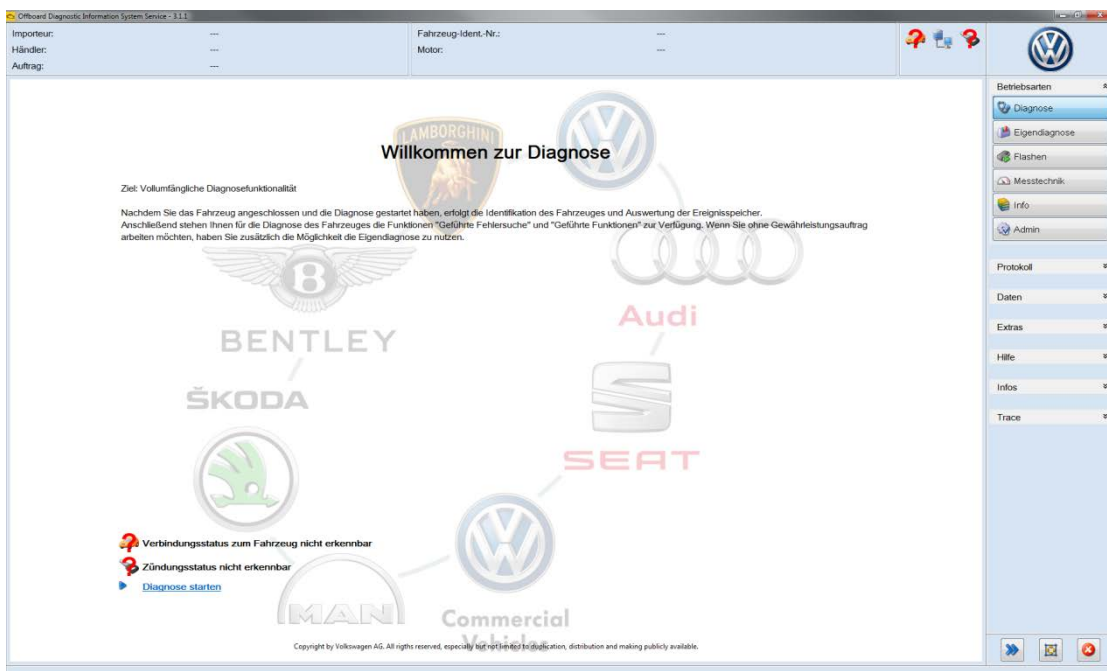 Offboard Diagnostic Information System Service - 3.1.1
Importeur: ---
Händler: ---
Auftrag: ---
Fahrzeug-Ident.-Nr.: ---
Motor: ---
Betriebsarten
Diagnose
Eigendiagnose
Flashen
Messtechnik
Info
Admin
Protokoll
Daten
Extras
Hilfe
Infos
Trace
LAMBORGHINI
Willkommen zur Diagnose
Ziel: Vollumfängliche Diagnosefunktionalität
Nachdem Sie das Fahrzeug angeschlossen und die Diagnose gestartet haben, erfolgt die Identifikation des Fahrzeuges und Auswertung der Ereignisspeicher.
Anschließend stehen Ihnen für die Diagnose des Fahrzeuges die Funktionen "Geführte Fehlersuche" und "Geführte Funktionen" zur Verfügung. Wenn Sie ohne Gewährleistungsauftrag
arbeiten möchten, haben Sie zusätzlich die Möglichkeit die Eigendiagnose zu nutzen.
B
BENTLEY
Audi
ŠKODA
SEAT
Verbindungsstatus zum Fahrzeug nicht erkennbar
Zündungsstatus nicht erkennbar
Diagnose starten
MAN
Commercial
Vehicles
Copyright by Volkswagen AG. All rigths reserved, especially but not limited to duplication, distribution and making publicly available.